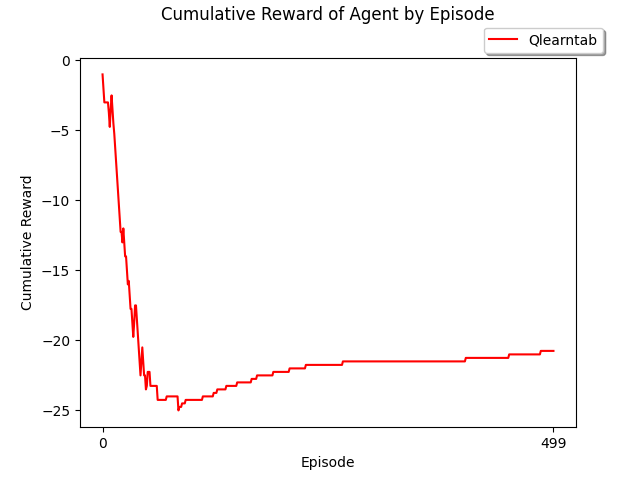 Cumulative Reward of Agent by Episode
Qlearntab
0
−5
−10
−15
−20
−25
Cumulative Reward
0
499
Episode